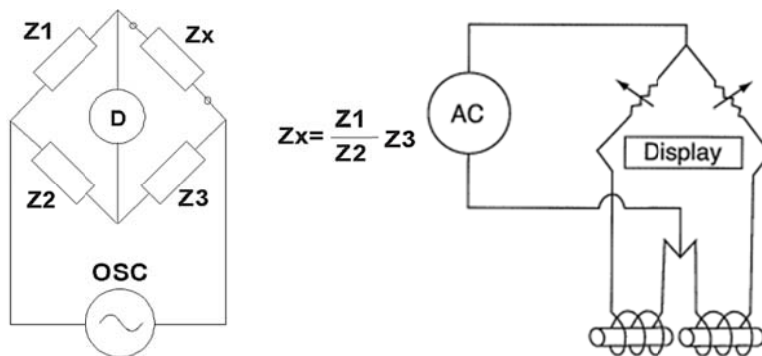 Z1
Zx
D
Z2
Z3
OSC
Zx= Z1/Z2 Z3
AC
Display